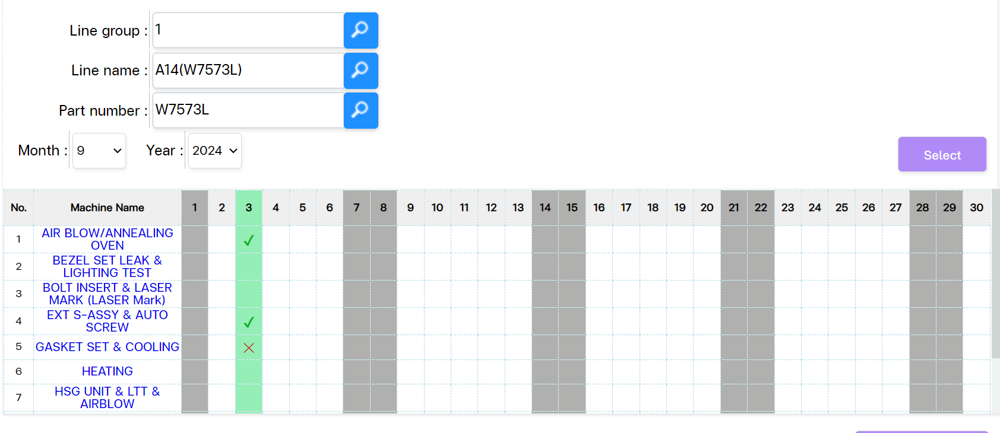 Line group : 1
Line name : A14(W7573L)
Part number : W7573L
Month : 9 Year : 2024
Select
No. Machine Name 1 2 3 4 5 6 7 8 9 10 11 12 13 14 15 16 17 18 19 20 21 22 23 24 25 26 27 28 29 30
1 AIR BLOW/ANNEALING
OVEN ✓
2 BEZEL SET LEAK &
LIGHTING TEST
3 BOLT INSERT & LASER
MARK (LASER Mark)
4 EXT S-ASSY & AUTO
SCREW ✓
5 GASKET SET & COOLING ✕
6 HEATING
7 HSG UNIT & LTT &
AIRBLOW